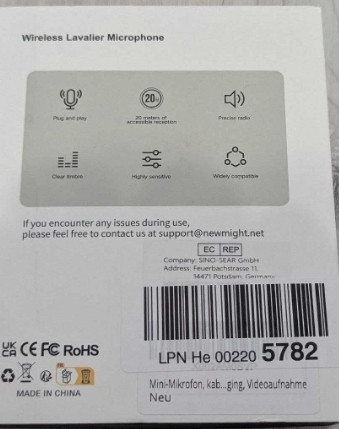 Wireless Lavalier Microphone
Plug and play
20 meters of
accessible reception
Precise radio
20
Clear timbre
Highly sensitive
Widely compatible
If you encounter any issues during use,
please feel free to contact us at support@newmight.net
EC REP
Company: SINO-SEAR GmbH
Address: Feuerbachstrasse 11,
14471 Potsdam, Germany
LPN He 00220 5782
UK CA CE FC RoHS
Mini-Mikrofon, kab...ging, Videoaufnahme
Neu
MADE IN CHINA